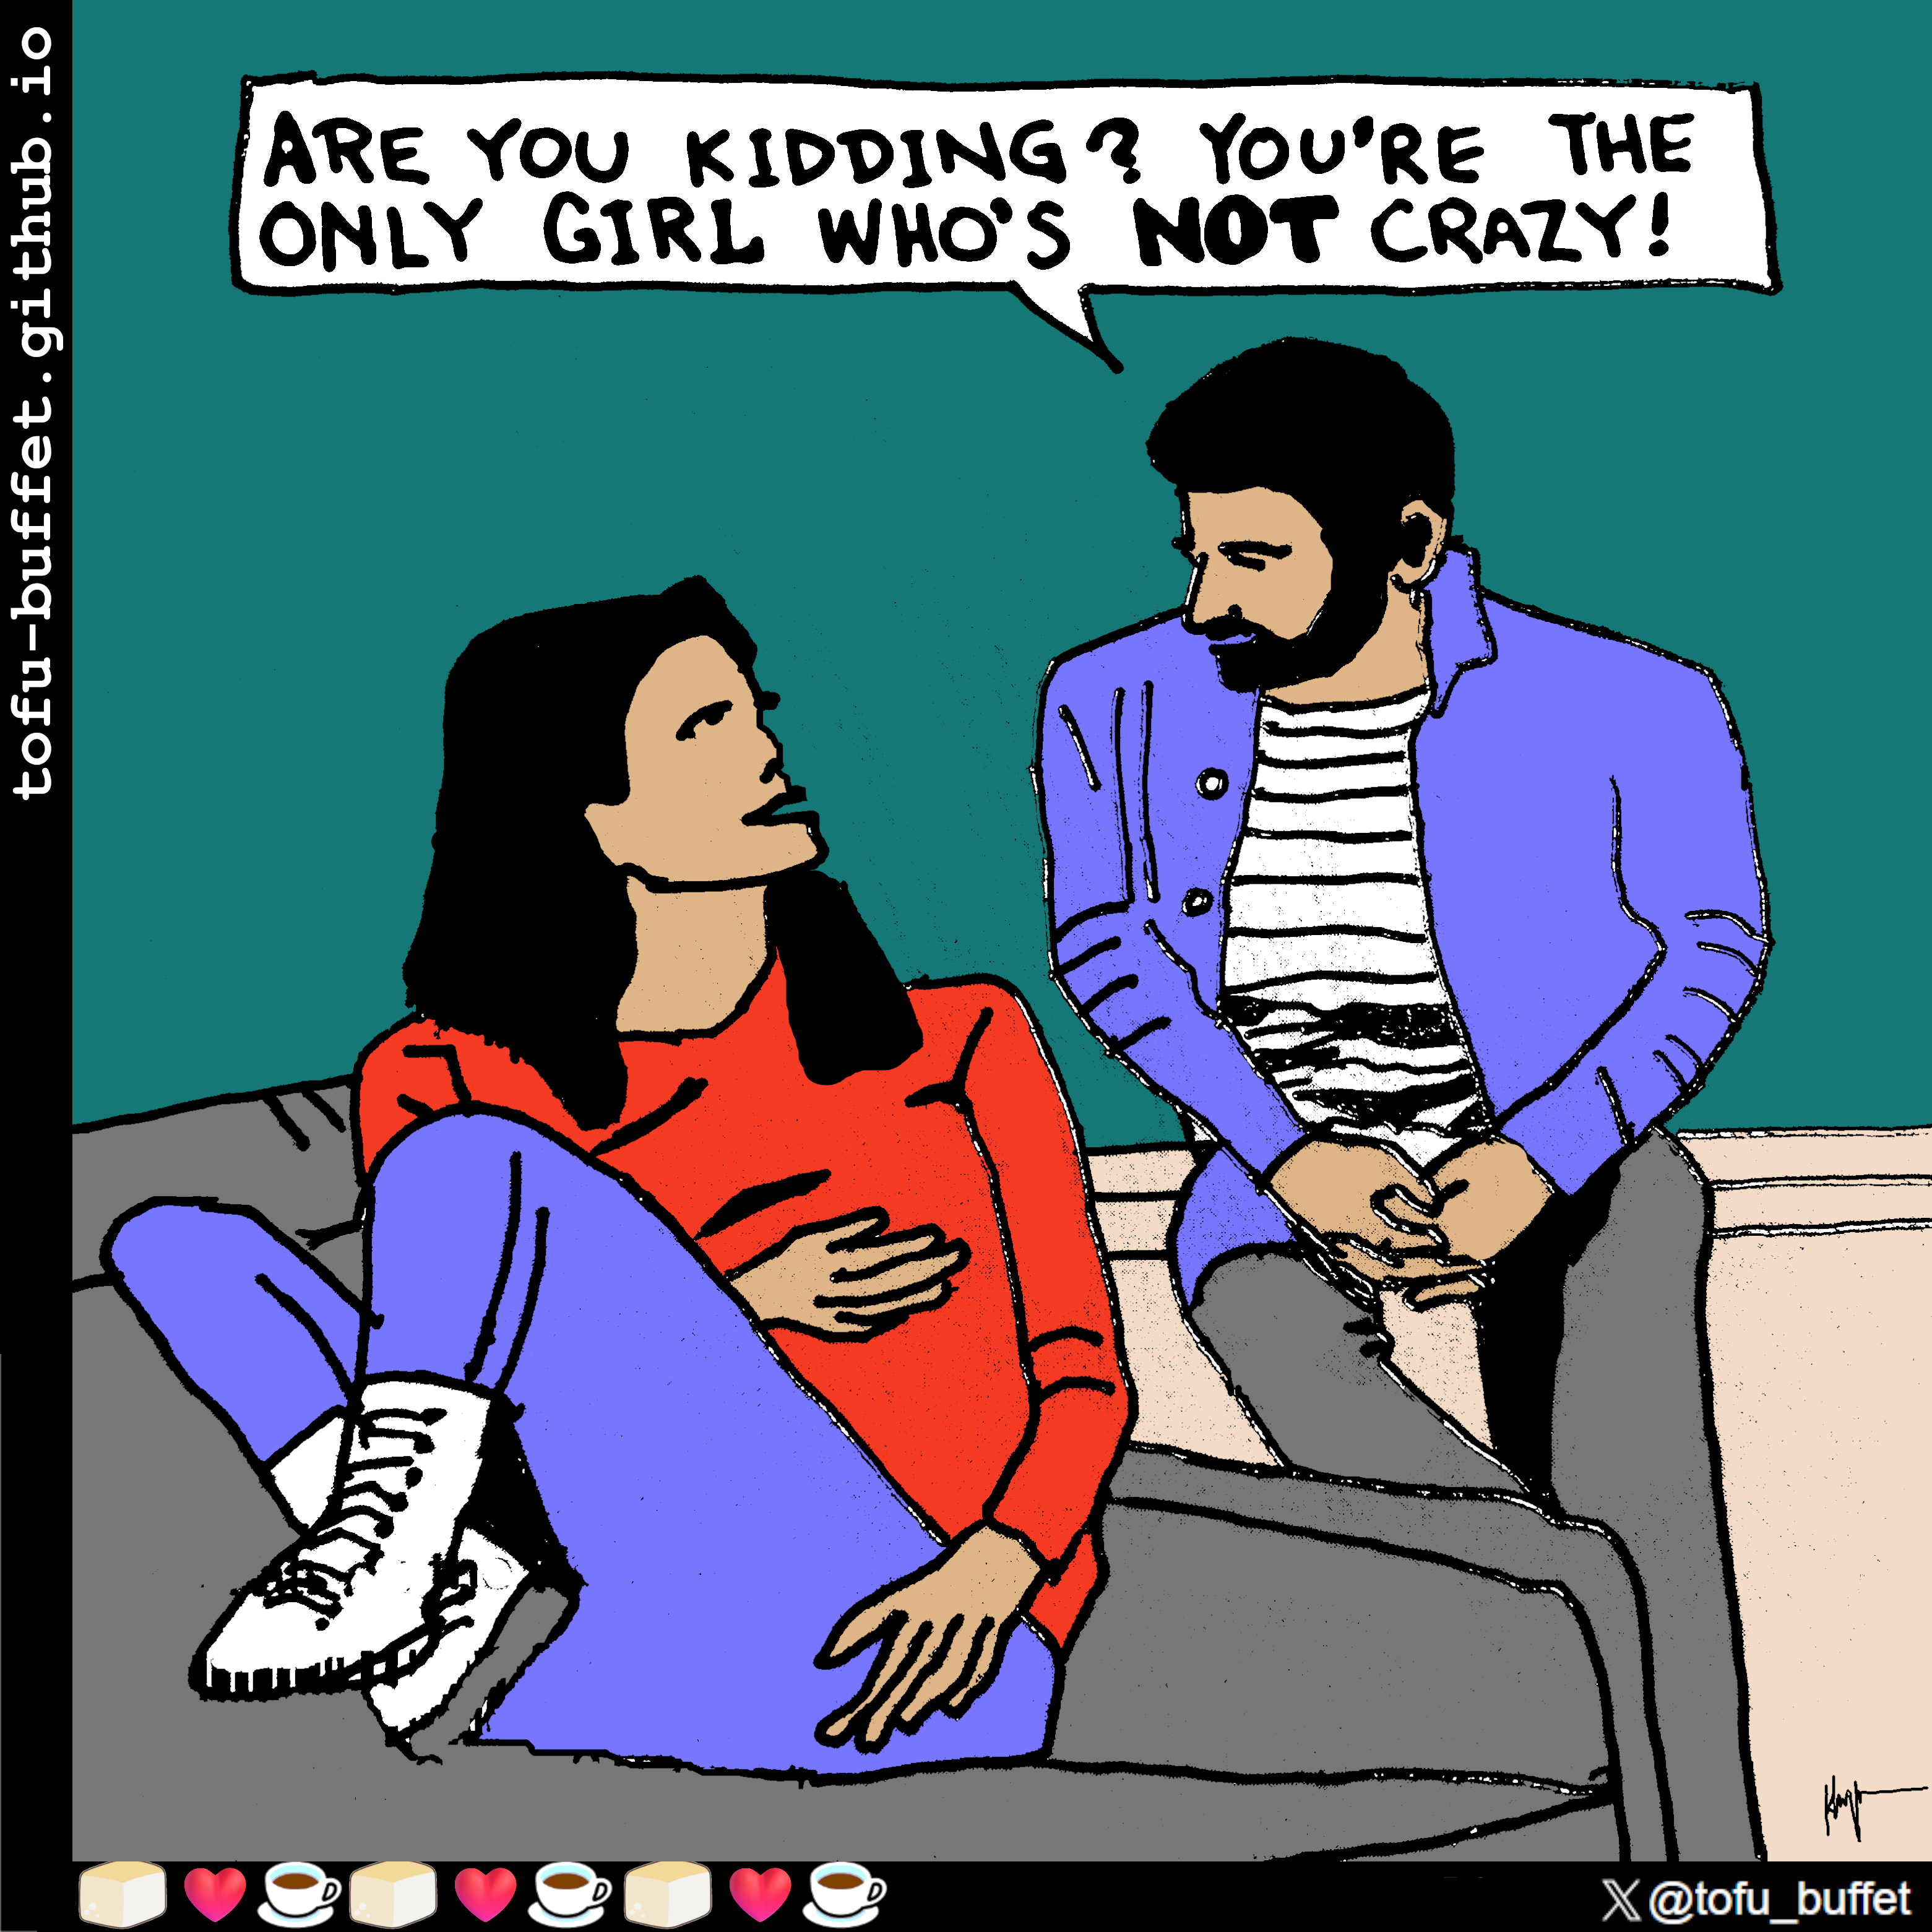 ARE YOU KIDDING? YOU'RE THE
ONLY GIRL WHO'S NOT CRAZY!
tofu-buffet.github.io
X @tofu_buffet